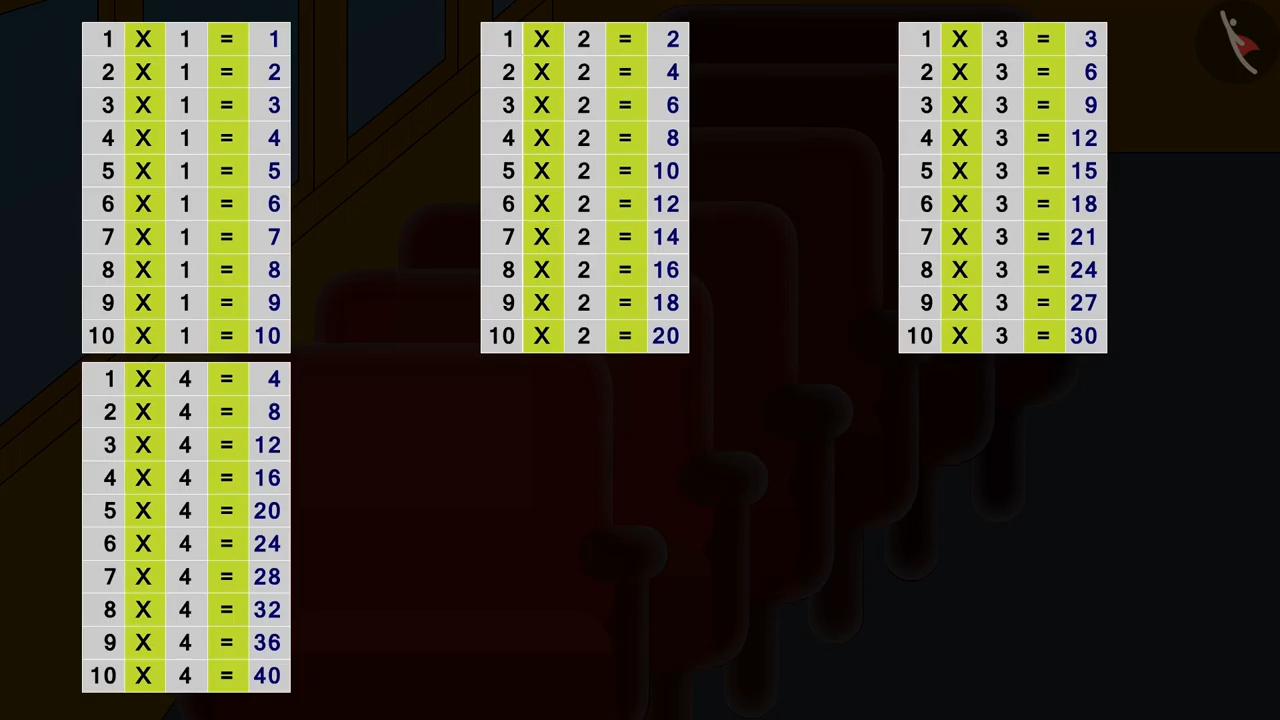 1 X 1 = 1
2 X 1 = 2
3 X 1 = 3
4 X 1 = 4
5 X 1 = 5
6 X 1 = 6
7 X 1 = 7
8 X 1 = 8
9 X 1 = 9
10 X 1 = 10
1 X 2 = 2
2 X 2 = 4
3 X 2 = 6
4 X 2 = 8
5 X 2 = 10
6 X 2 = 12
7 X 2 = 14
8 X 2 = 16
9 X 2 = 18
10 X 2 = 20
1 X 3 = 3
2 X 3 = 6
3 X 3 = 9
4 X 3 = 12
5 X 3 = 15
6 X 3 = 18
7 X 3 = 21
8 X 3 = 24
9 X 3 = 27
10 X 3 = 30
1 X 4 = 4
2 X 4 = 8
3 X 4 = 12
4 X 4 = 16
5 X 4 = 20
6 X 4 = 24
7 X 4 = 28
8 X 4 = 32
9 X 4 = 36
10 X 4 = 40